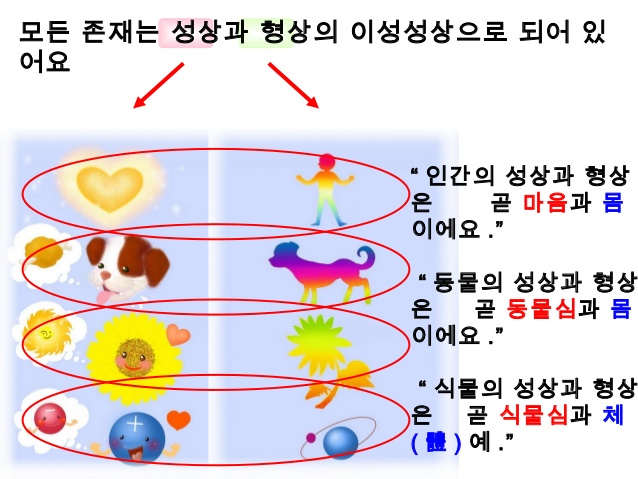 모든 존재는 성상과 형상의 이성성상으로 되어 있
어요
“ 인간의 성상과 형상
은 곧 마음과 몸
이에요 .”
“ 동물의 성상과 형상
은 곧 동물심과 몸
이에요 .”
“ 식물의 성상과 형상
은 곧 식물심과 체
( 體 ) 예 .”